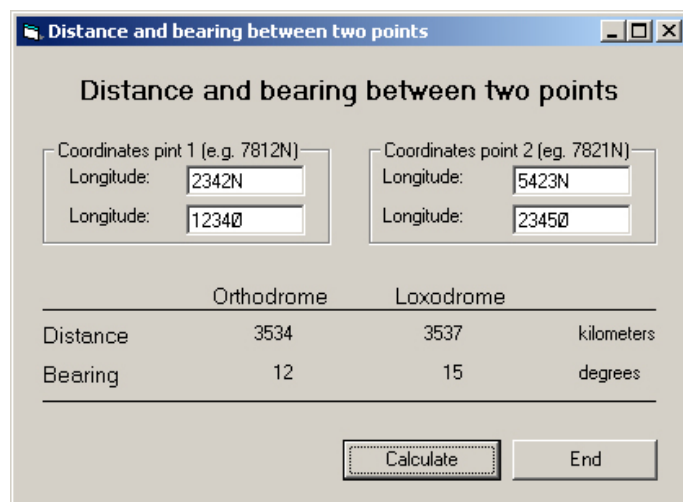 Distance and bearing between two points
Distance and bearing between two points
Coordinates pint 1 (e.g. 7812N)
Longitude: 2342N
Longitude: 1234Ø
Coordinates point 2 (eg. 7821N)
Longitude: 5423N
Longitude: 2345Ø
Orthodrome Loxodrome
Distance 3534 3537 kilometers
Bearing 12 15 degrees
Calculate End